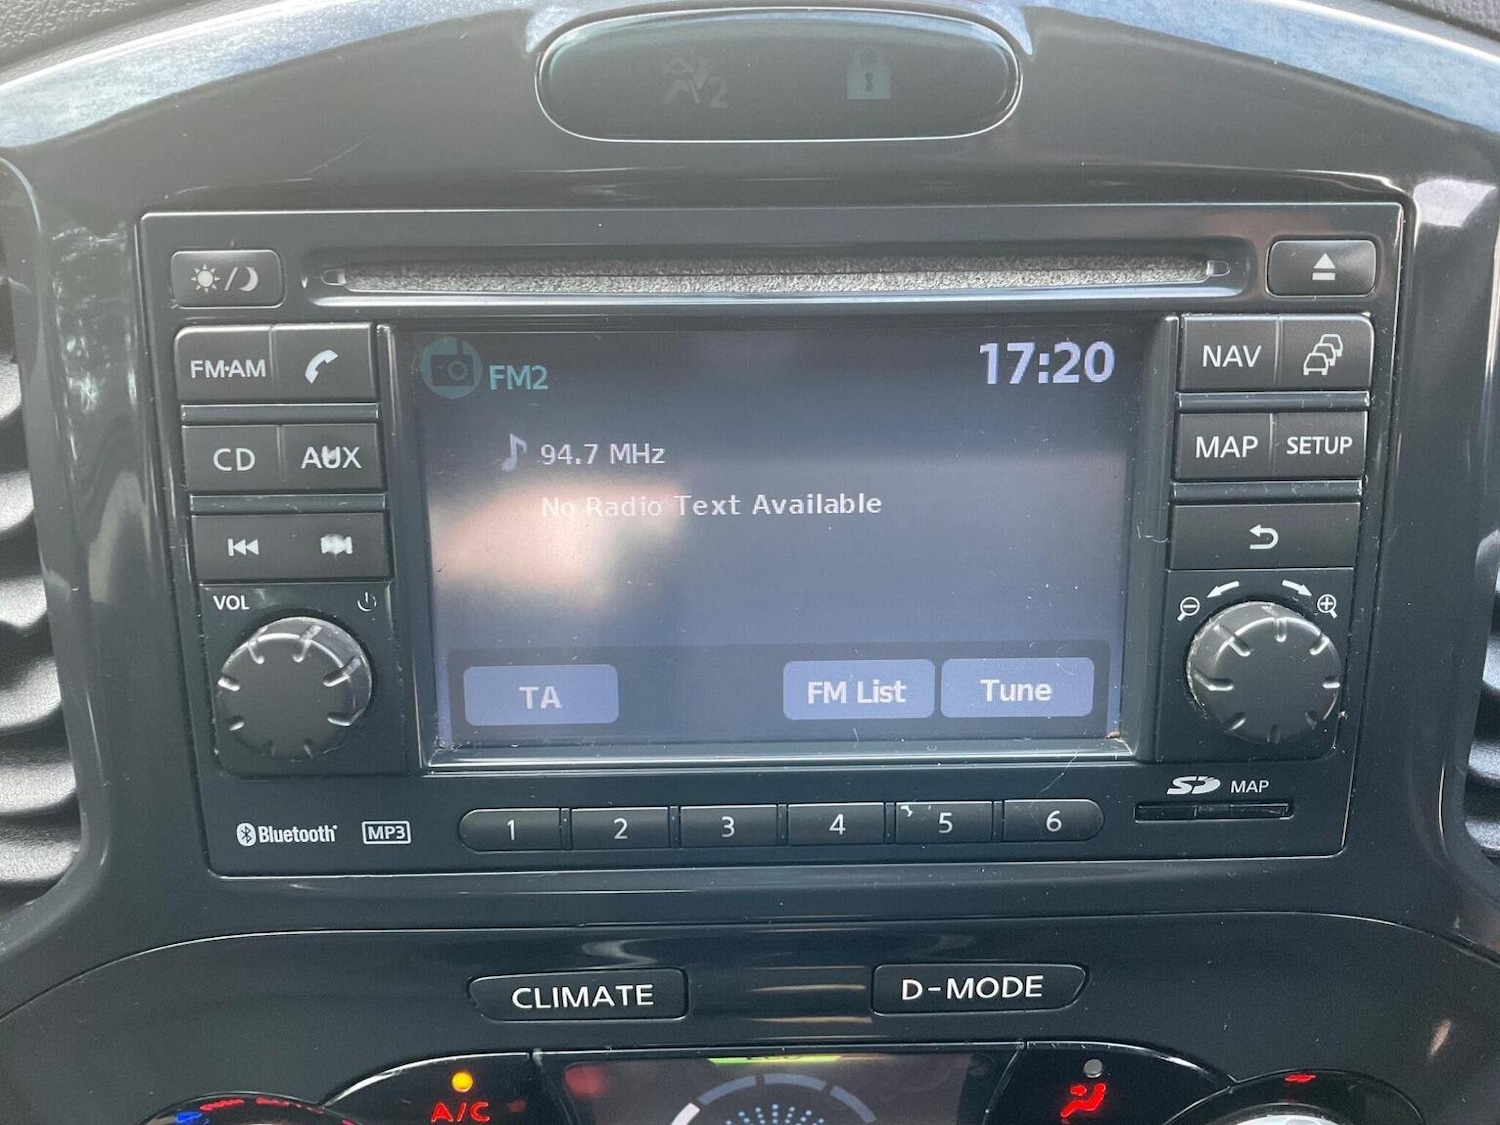 2
FM·AM
CD
AUX
VOL
FM2
17:20
94.7 MHz
No Radio Text Available
TA
FM List
Tune
NAV
MAP
SETUP
Bluetooth®
MP3
1
2
3
4
5
6
SD MAP
CLIMATE
D-MODE
A/C